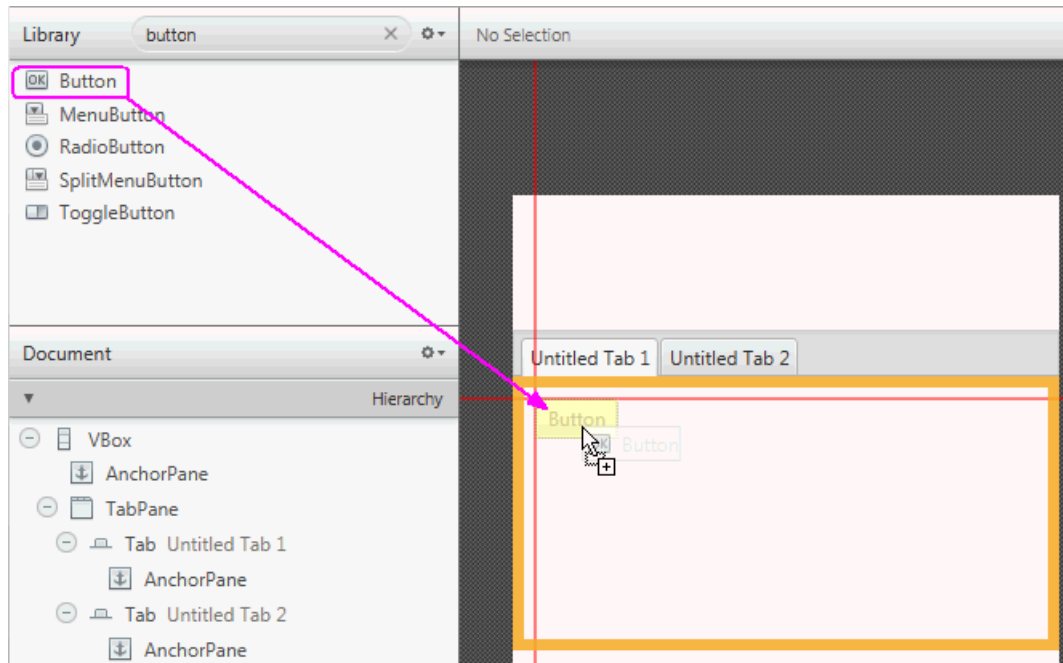 Library
button
No Selection
OK Button
MenuButton
RadioButton
SplitMenuButton
ToggleButton
Document
Hierarchy
VBox
AnchorPane
TabPane
Tab Untitled Tab 1
AnchorPane
Tab Untitled Tab 2
AnchorPane
Untitled Tab 1
Untitled Tab 2
Button
Button